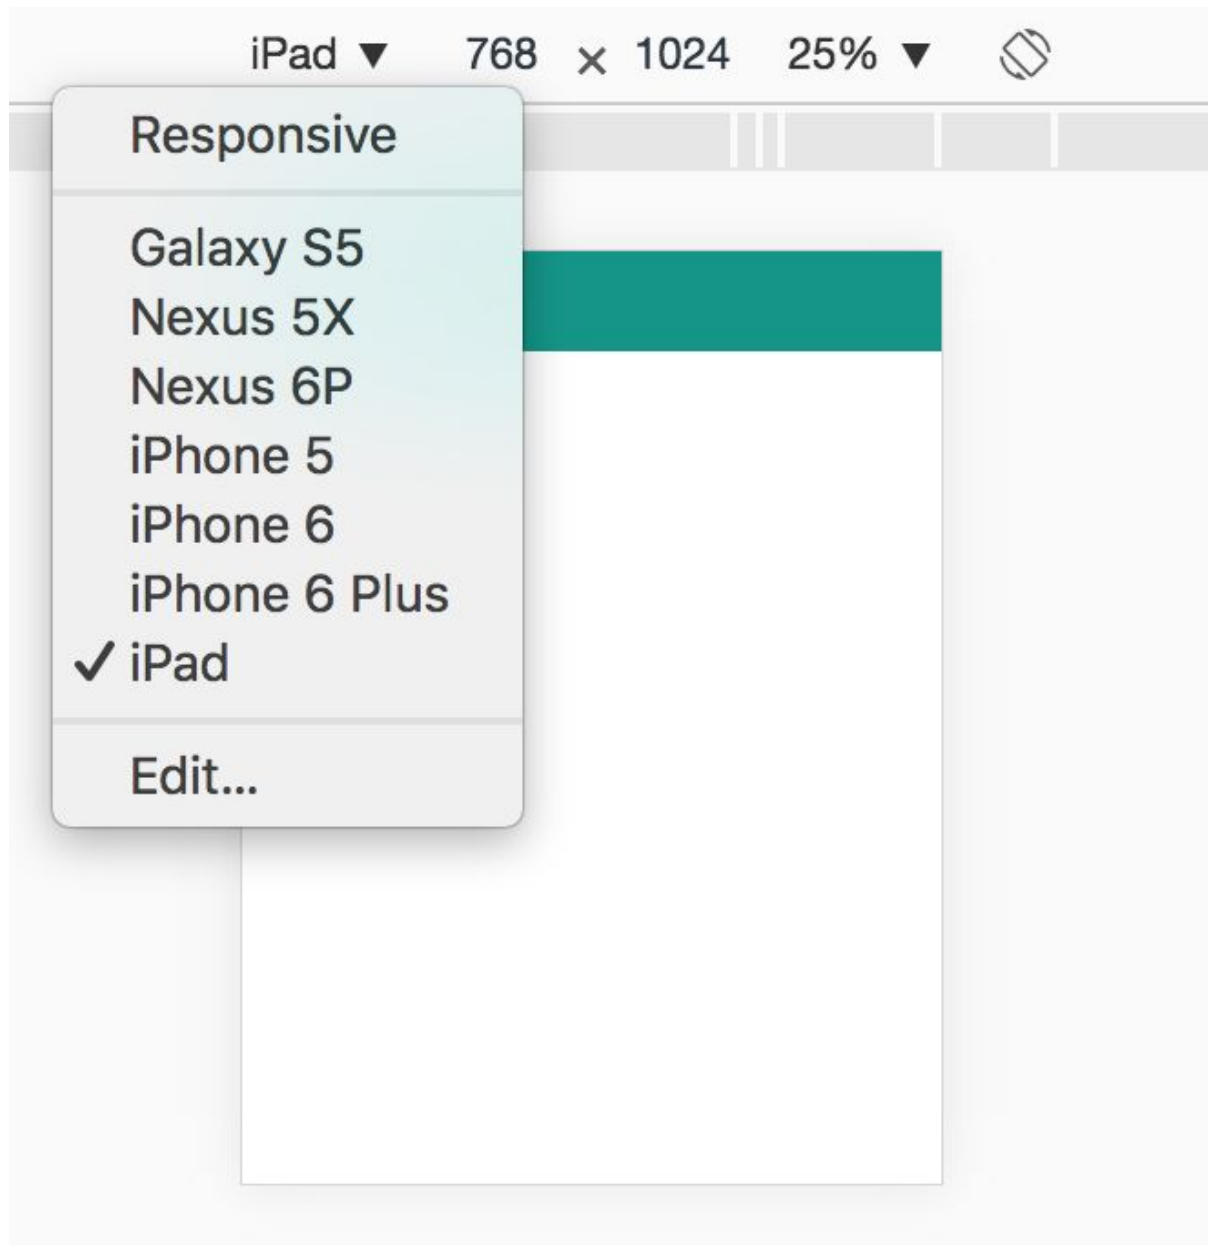 iPad ▼ 768 × 1024 25% ▼
Responsive
Galaxy S5
Nexus 5X
Nexus 6P
iPhone 5
iPhone 6
iPhone 6 Plus
✓ iPad
Edit...